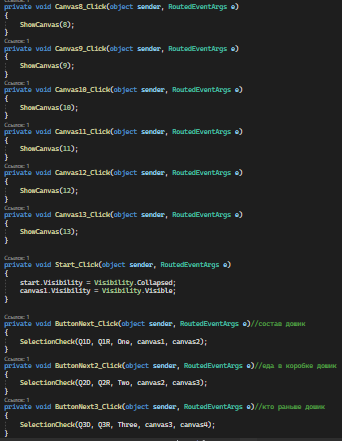 private void Canvas8_Click(object sender, RoutedEventArgs e)
{
ShowCanvas(8);
}
Ссылок: 1
private void Canvas9_Click(object sender, RoutedEventArgs e)
{
ShowCanvas(9);
}
Ссылок: 1
private void Canvas10_Click(object sender, RoutedEventArgs e)
{
ShowCanvas(10);
}
Ссылок: 1
private void Canvas11_Click(object sender, RoutedEventArgs e)
{
ShowCanvas(11);
}
Ссылок: 1
private void Canvas12_Click(object sender, RoutedEventArgs e)
{
ShowCanvas(12);
}
Ссылок: 1
private void Canvas13_Click(object sender, RoutedEventArgs e)
{
ShowCanvas(13);
}
Ссылок: 1
private void Start_Click(object sender, RoutedEventArgs e)
{
start.Visibility = Visibility.Collapsed;
canvas1.Visibility = Visibility.Visible;
}
Ссылок: 1
private void ButtonNext_Click(object sender, RoutedEventArgs e)//состав дошик
{
SelectionCheck(Q1D, Q1R, One, canvas1, canvas2);
}
Ссылок: 1
private void ButtonNext2_Click(object sender, RoutedEventArgs e)//еда в коробке дошик
{
SelectionCheck(Q2D, Q2R, Two, canvas2, canvas3);
}
Ссылок: 1
private void ButtonNext3_Click(object sender, RoutedEventArgs e)//кто раньше дошик
{
SelectionCheck(Q3D, Q3R, Three, canvas3, canvas4);
}